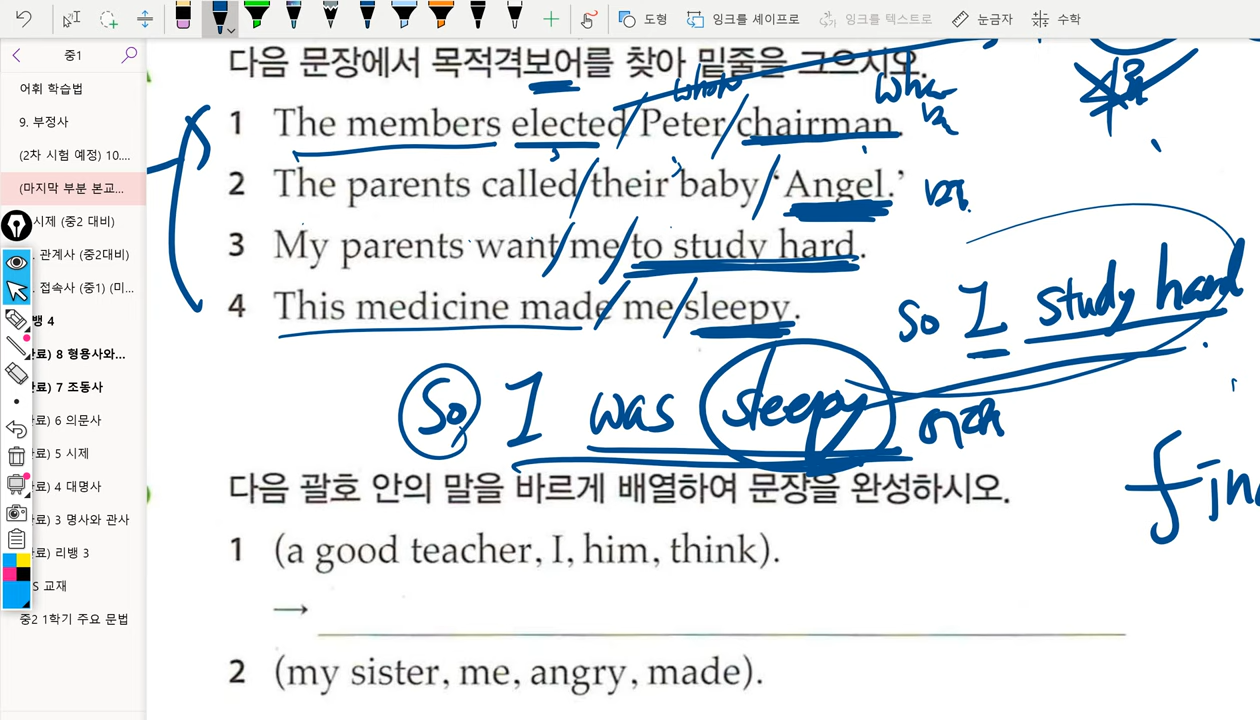 도형
잉크를 셰이프로
잉크를 텍스트로
눈금자
수학
중1
어휘 학습법
9. 부정사
(2차 시험 예정) 10....
(마지막 부분 본교...
시제 (중2 대비)
. 관계사 (중2대비)
. 접속사 (중1) (미...
뱅 4
료) 8 형용사와...
료) 7 조동사
료) 6 의문사
료) 5 시제
료) 4 대명사
료) 3 명사와 관사
료) 리뱅 3
S 교재
중2 1학기 주요 문법
다음 문장에서 목적격보어를 찾아 밑줄을 그으시오.
1 The members elected Peter chairman.
2 The parents called their baby 'Angel.'
3 My parents want me to study hard.
4 This medicine made me sleepy.
so I study hard
So I was sleepy
다음 괄호 안의 말을 바르게 배열하여 문장을 완성하시오.
1 (a good teacher, I, him, think).
→
2 (my sister, me, angry, made).